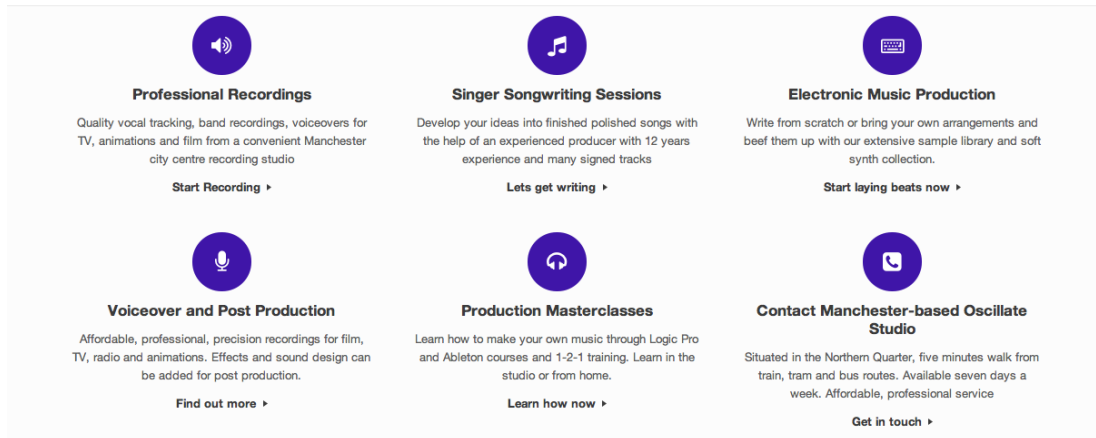 Professional Recordings
Quality vocal tracking, band recordings, voiceovers for
TV, animations and film from a convenient Manchester
city centre recording studio
Start Recording
Singer Songwriting Sessions
Develop your ideas into finished polished songs with
the help of an experienced producer with 12 years
experience and many signed tracks
Lets get writing
Electronic Music Production
Write from scratch or bring your own arrangements and
beef them up with our extensive sample library and soft
synth collection.
Start laying beats now
Voiceover and Post Production
Affordable, professional, precision recordings for film,
TV, radio and animations. Effects and sound design can
be added for post production.
Find out more
Production Masterclasses
Learn how to make your own music through Logic Pro
and Ableton courses and 1-2-1 training. Learn in the
studio or from home.
Learn how now
Contact Manchester-based Oscillate
Studio
Situated in the Northern Quarter, five minutes walk from
train, tram and bus routes. Available seven days a
week. Affordable, professional service
Get in touch